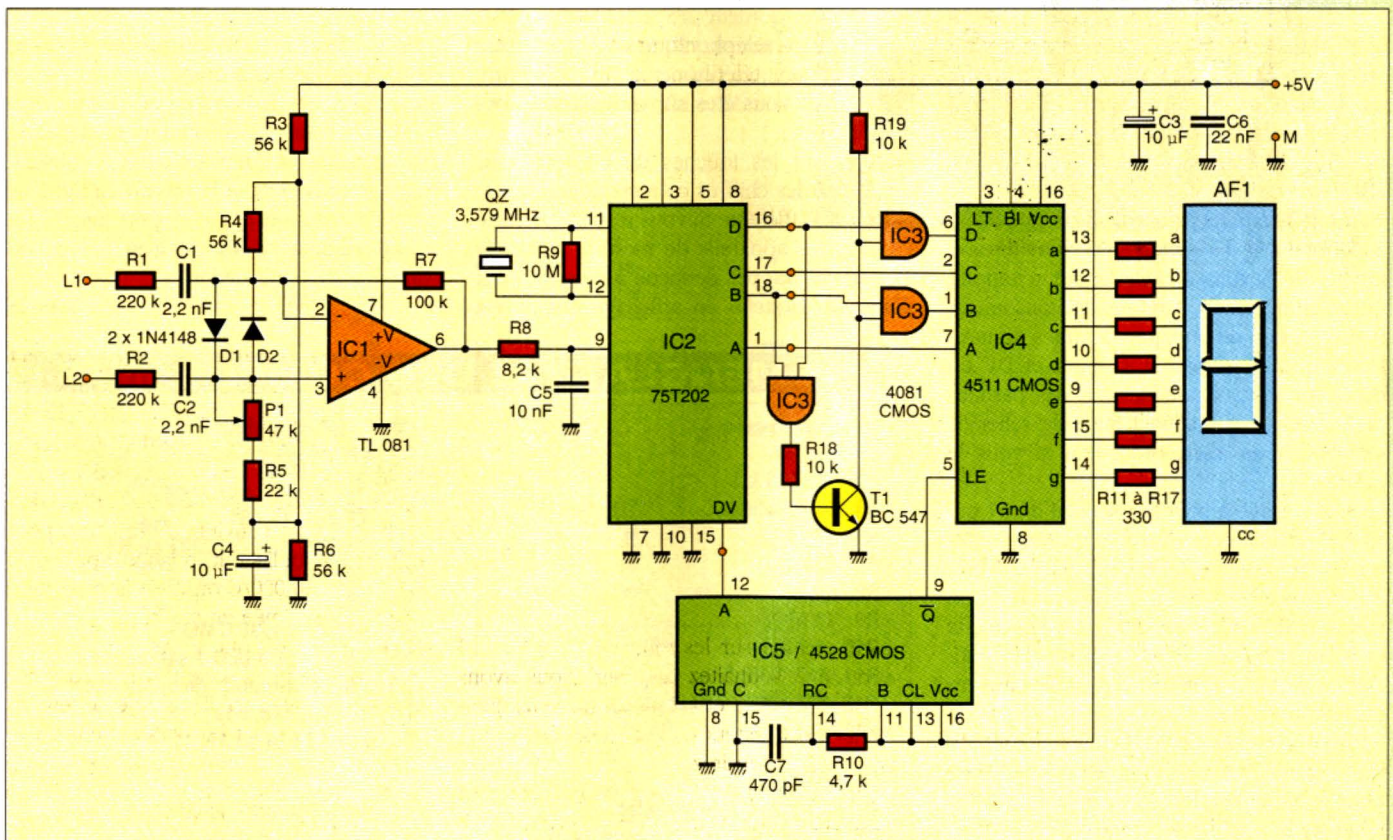 +5V
R3
56 k
R19
10 k
C3
10 µF
+
C6
22 nF
M
AF1
QZ
3,579 MHz
2 3 5 8
3 4 16
LT BI Vcc
R4
56 k
R9
10 M
11
12
D 16
C 17
18
B
A 1
IC3
6
D
2
C
IC3
1
B
7
A
13 a
12 b
11 c
10 d
9 e
15 f
14 g
a
b
c
d
e
f
g
L1
R1
220 k
C1
2,2 nF
R7
100 k
2
-
7
+V
IC1
-V
6
3
+
4
TL 081
2 x 1N4148
D1
D2
L2
R2
220 k
C2
2,2 nF
R8
8,2 k
9
C5
10 nF
IC2
75T202
IC3
4081
CMOS
IC4
4511 CMOS
P1
47 k
R5
22 k
R18
10 k
T1
BC 547
5
LE
R11 à R17
330
Gnd
8
cc
DV
7 10 15
C4
10 µF
+
R6
56 k
12
A
9
Q
IC5 / 4528 CMOS
Gnd C RC B CL Vcc
8 15 14 11 13 16
C7
470 pF
R10
4,7 k